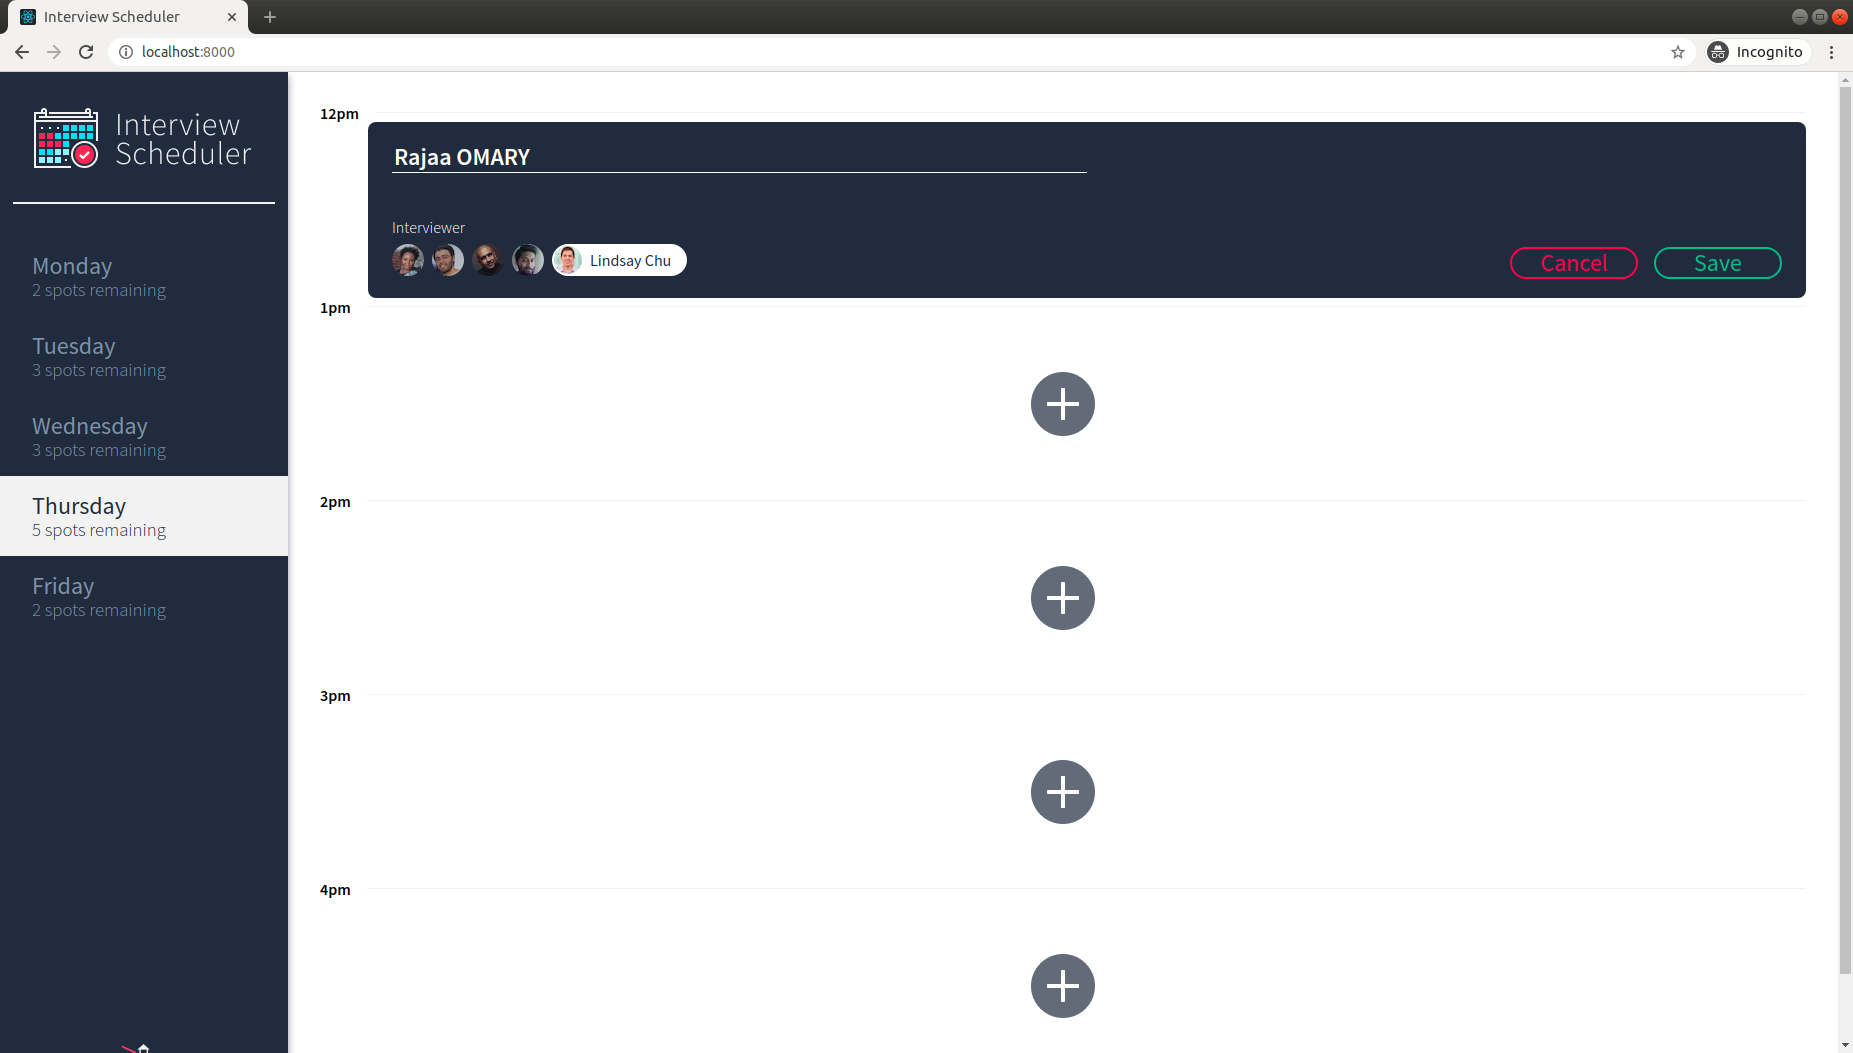 Interview Scheduler
localhost:8000
Incognito
Interview
Scheduler
Monday
2 spots remaining
Tuesday
3 spots remaining
Wednesday
3 spots remaining
Thursday
5 spots remaining
Friday
2 spots remaining
12pm
Rajaa OMARY
Interviewer
Lindsay Chu
Cancel
Save
1pm
2pm
3pm
4pm